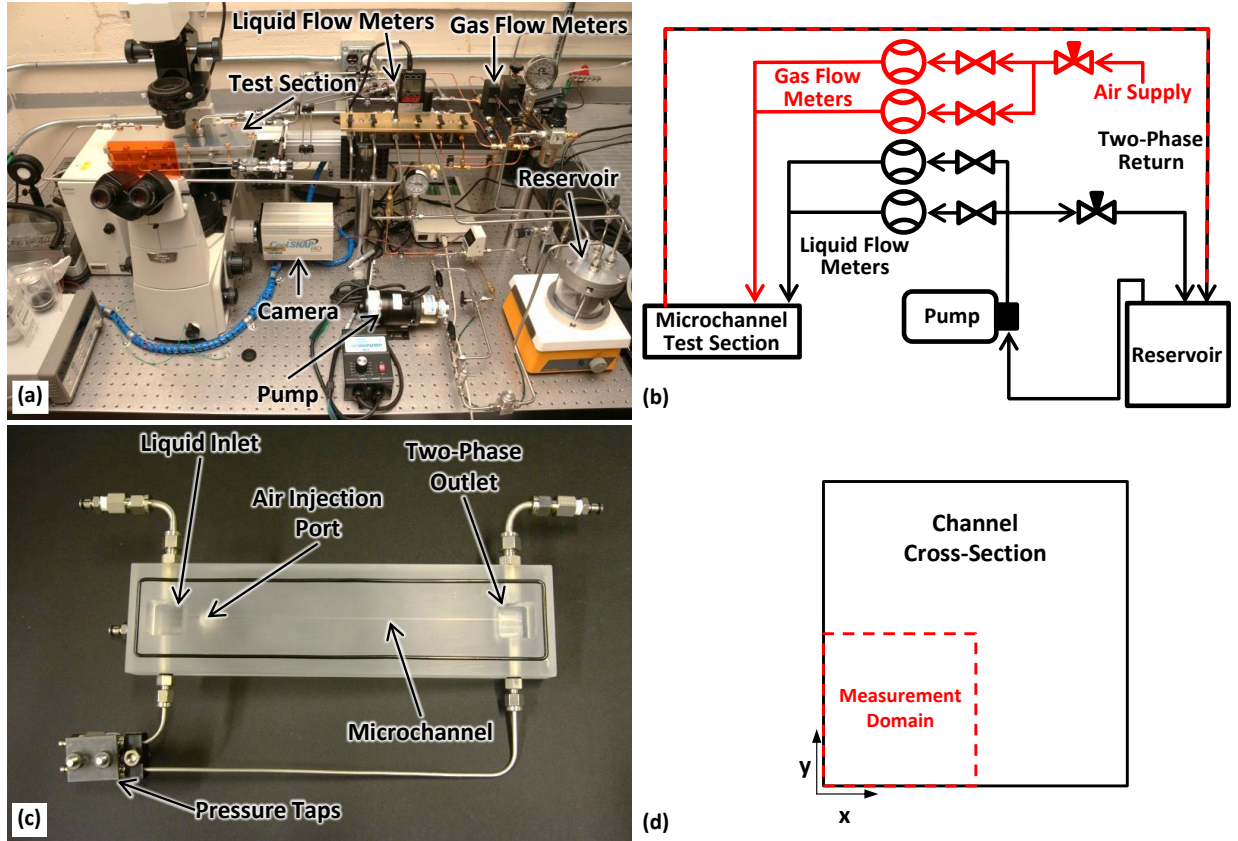 Liquid Flow Meters
Gas Flow Meters
Test Section
Reservoir
CoolSNAP
HQ
Camera
Pump
(a)
Gas Flow
Meters
Air Supply
Two-Phase
Return
Liquid Flow
Meters
Microchannel
Test Section
Pump
Reservoir
(b)
Liquid Inlet
Two-Phase
Outlet
Air Injection
Port
Microchannel
Pressure Taps
(c)
Channel
Cross-Section
Measurement
Domain
y
x
(d)